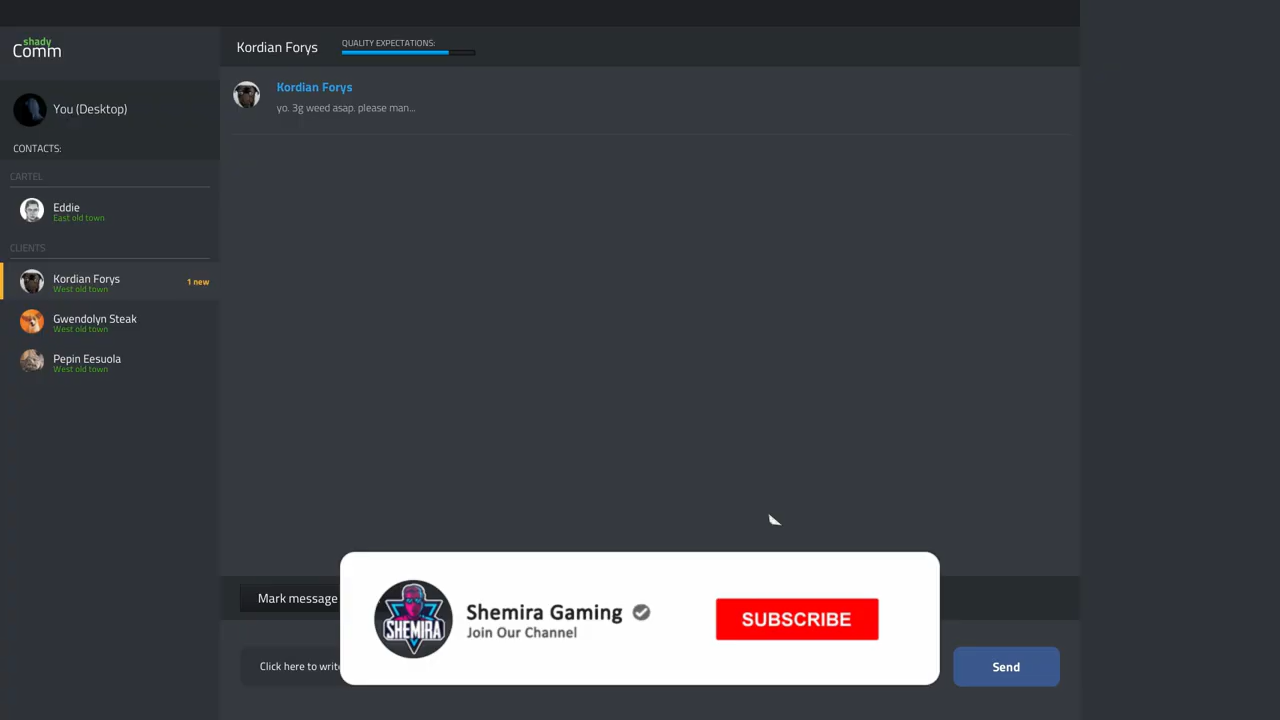 shady
Comm
You (Desktop)
CONTACTS:
CARTEL
Eddie
East old town
CLIENTS
Kordian Forys
West old town
1 new
Gwendolyn Steak
West old town
Pepin Eesuola
West old town
Kordian Forys
QUALITY EXPECTATIONS:
Kordian Forys
yo. 3g weed asap. please man...
Mark message
Click here to write
Send
SHEMIRA
Shemira Gaming
Join Our Channel
SUBSCRIBE